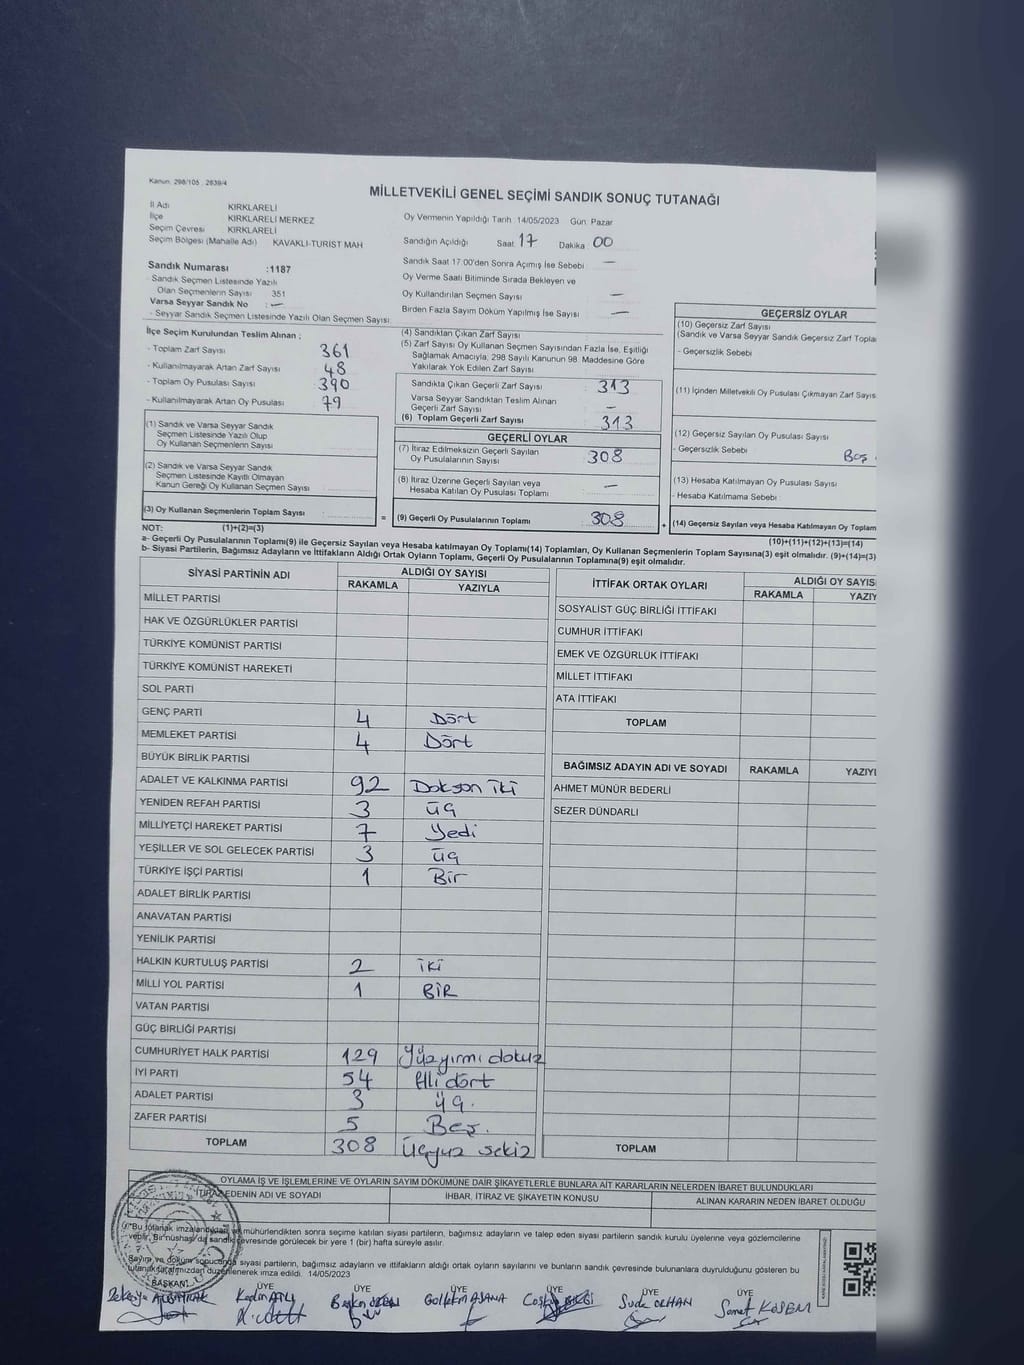 Kanun: 298/105 , 2839/4
MİLLETVEKİLİ GENEL SEÇİMİ SANDIK SONUÇ TUTANAĞI
İl Adı KIRKLARELİ
İlçe KIRKLARELİ MERKEZ
Seçim Çevresi KIRKLARELİ
Seçim Bölgesi (Mahalle Adı) KAVAKLI-TURIST MAH
Oy Vermenin Yapıldığı Tarih 14/05/2023 Gün: Pazar
Sandığın Açıldığı Saat 17 Dakika 00
Sandık Saat 17:00'den Sonra Açımış İse Sebebi —
Oy Verme Saati Bitiminde Sırada Bekleyen ve
Oy Kullandırılan Seçmen Sayısı —
Birden Fazla Sayım Döküm Yapılmış İse Sayısı —
Sandık Numarası :1187
- Sandık Seçmen Listesinde Yazılı
Olan Seçmenlerin Sayısı 351
Varsa Seyyar Sandık No : —
- Seyyar Sandık Seçmen Listesinde Yazılı Olan Seçmen Sayısı
İlçe Seçim Kurulundan Teslim Alınan ;
- Toplam Zarf Sayısı 361
- Kullanılmayarak Artan Zarf Sayısı 48
- Toplam Oy Pusulası Sayısı 390
- Kullanılmayarak Artan Oy Pusulası 79
(1) Sandık ve Varsa Seyyar Sandık
Seçmen Listesinde Yazılı Olup
Oy Kullanan Seçmenlerin Sayısı
(2) Sandık ve Varsa Seyyar Sandık
Seçmen Listesinde Kayıtlı Olmayan
Kanun Gereği Oy Kullanan Seçmen Sayısı
(3) Oy Kullanan Seçmenlerin Toplam Sayısı =
(1)+(2)=(3)
(4) Sandıktan Çıkan Zarf Sayısı
(5) Zarf Sayısı Oy Kullanan Seçmen Sayısından Fazla İse, Eşitliği
Sağlamak Amacıyla, 298 Sayılı Kanunun 98. Maddesine Göre
Yakılarak Yok Edilen Zarf Sayısı
Sandıkta Çıkan Geçerli Zarf Sayısı 313
Varsa Seyyar Sandıktan Teslim Alınan
Geçerli Zarf Sayısı —
(6) Toplam Geçerli Zarf Sayısı 313
GEÇERLİ OYLAR
(7) İtiraz Edilmeksizin Geçerli Sayılan
Oy Pusulalarının Sayısı 308
(8) İtiraz Üzerine Geçerli Sayılan veya
Hesaba Katılan Oy Pusulası Toplamı —
(9) Geçerli Oy Pusulalarının Toplamı 308 +
GEÇERSİZ OYLAR
(10) Geçersiz Zarf Sayısı
(Sandık ve Varsa Seyyar Sandık Geçersiz Zarf Topla
- Geçersizlik Sebebi
(11) İçinden Milletvekili Oy Pusulası Çıkmayan Zarf Sayıs
(12) Geçersiz Sayılan Oy Pusulası Sayısı
- Geçersizlik Sebebi Boş
(13) Hesaba Katılmayan Oy Pusulası Sayısı
- Hesaba Katılmama Sebebi
(14) Geçersiz Sayılan veya Hesaba Katılmayan Oy Toplam
(10)+(11)+(12)+(13)=(14)
NOT:
a- Geçerli Oy Pusulalarının Toplamı(9) ile Geçersiz Sayılan veya Hesaba katılmayan Oy Toplamı(14) Toplamları, Oy Kullanan Seçmenlerin Toplam Sayısına(3) eşit olmalıdır. (9)+(14)=(3)
b- Siyasi Partilerin, Bağımsız Adayların ve İttifakların Aldığı Ortak Oyların Toplamı, Geçerli Oy Pusulalarının Toplamına(9) eşit olmalıdır.
SİYASİ PARTİNİN ADI ALDIĞI OY SAYISI
RAKAMLA YAZIYLA
MİLLET PARTİSİ
HAK VE ÖZGÜRLÜKLER PARTİSİ
TÜRKİYE KOMÜNİST PARTİSİ
TÜRKİYE KOMÜNİST HAREKETİ
SOL PARTİ
GENÇ PARTİ 4 Dört
MEMLEKET PARTİSİ 4 Dört
BÜYÜK BİRLİK PARTİSİ
ADALET VE KALKINMA PARTİSİ 92 Doksan iki
YENİDEN REFAH PARTİSİ 3 üç
MİLLİYETÇİ HAREKET PARTİSİ 7 Yedi
YEŞİLLER VE SOL GELECEK PARTİSİ 3 üç
TÜRKİYE İŞÇİ PARTİSİ 1 Bir
ADALET BİRLİK PARTİSİ
ANAVATAN PARTİSİ
YENİLİK PARTİSİ
HALKIN KURTULUŞ PARTİSİ 2 iki
MİLLİ YOL PARTİSİ 1 BİR
VATAN PARTİSİ
GÜÇ BİRLİĞİ PARTİSİ
CUMHURİYET HALK PARTİSİ 129 Yüzyirmi dokuz
İYİ PARTİ 54 Elli dört
ADALET PARTİSİ 3 üç.
ZAFER PARTİSİ 5 Beş.
TOPLAM 308 Üçyüz sekiz
İTTİFAK ORTAK OYLARI ALDIĞI OY SAYIS
RAKAMLA YAZIY
SOSYALİST GÜÇ BİRLİĞİ İTTİFAKI
CUMHUR İTTİFAKI
EMEK VE ÖZGÜRLÜK İTTİFAKI
MİLLET İTTİFAKI
ATA İTTİFAKI
TOPLAM
BAĞIMSIZ ADAYIN ADI VE SOYADI RAKAMLA YAZIYL
AHMET MÜNÜR BEDERLİ
SEZER DÜNDARLI
TOPLAM
OYLAMA İŞ VE İŞLEMLERİNE VE OYLARIN SAYIM DÖKÜMÜNE DAİR ŞİKAYETLERLE BUNLARA AİT KARARLARIN NELERDEN İBARET BULUNDUKLARI
İTİRAZ EDENİN ADI VE SOYADI İHBAR, İTİRAZ VE ŞİKAYETİN KONUSU ALINAN KARARIN NEDEN İBARET OLDUĞU
"Bu tutanak imzalandıktan ve mühürlendikten sonra seçime katılan siyasi partilerin, bağımsız adayların ve talep eden siyasi partilerin sandık kurulu üyelerine veya gözlemcilerine
verilir. Bir nüshası da sandık çevresinde görülecek bir yere 1 (bir) hafta süreyle asılır.
Sayım ve döküm sonucunda siyasi partilerin, bağımsız adayların ve ittifakların aldığı ortak oyların sayılarını ve bunların sandık çevresinde bulunanlara duyrulduğunu gösteren bu
tutanak tarafımızdan düzenlenerek imza edildi. 14/05/2023
BAŞKAN ÜYE ÜYE ÜYE ÜYE ÜYE ÜYE
Zekeriya ALBAYRAK Kadim ATLI Sude ORHAN Samet KÖSEM